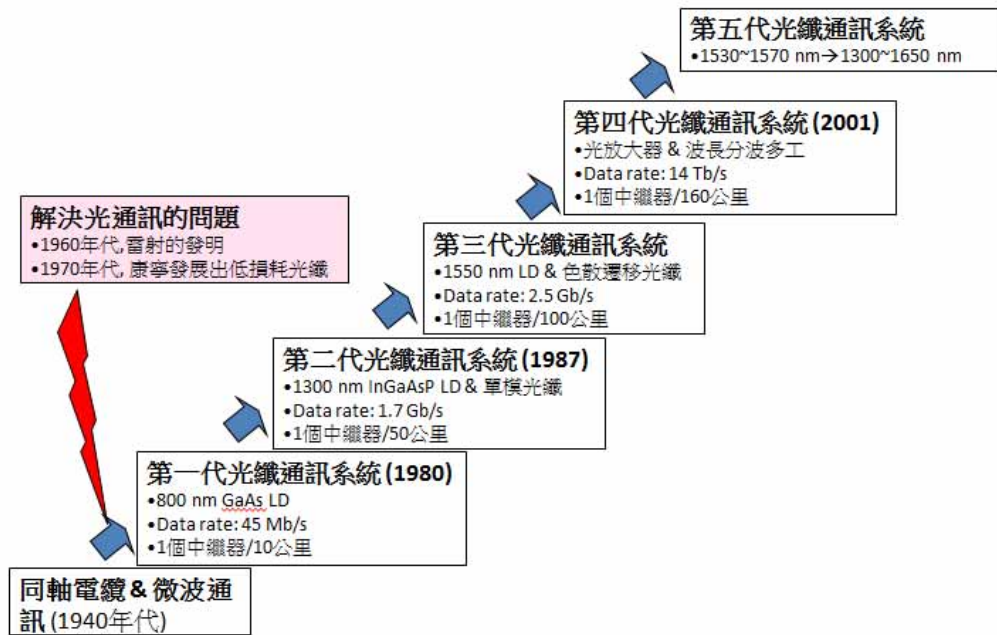 第五代光纖通訊系統
•1530~1570 nm→1300~1650 nm
第四代光纖通訊系統 (2001)
•光放大器 & 波長分波多工
•Data rate: 14 Tb/s
•1個中繼器/160公里
解決光通訊的問題
•1960年代,雷射的發明
•1970年代, 康寧發展出低損耗光纖
第三代光纖通訊系統
•1550 nm LD & 色散遷移光纖
•Data rate: 2.5 Gb/s
•1個中繼器/100公里
第二代光纖通訊系統 (1987)
•1300 nm InGaAsP LD & 單模光纖
•Data rate: 1.7 Gb/s
•1個中繼器/50公里
第一代光纖通訊系統 (1980)
•800 nm GaAs LD
•Data rate: 45 Mb/s
•1個中繼器/10公里
同軸電纜 & 微波通
訊 (1940年代)